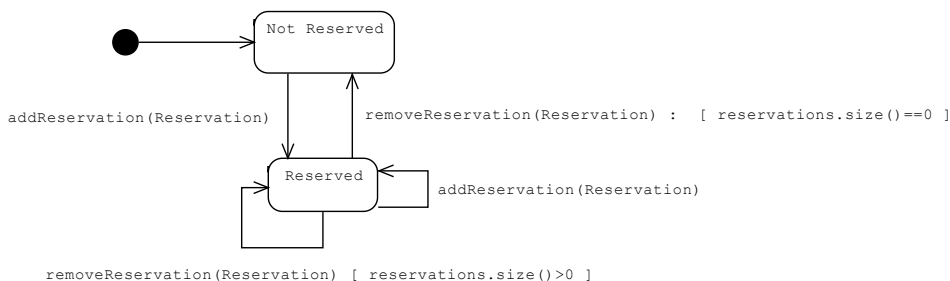 Not Reserved
addReservation(Reservation)
removeReservation(Reservation) : [ reservations.size()==0 ]
Reserved
addReservation(Reservation)
removeReservation(Reservation) [ reservations.size()>0 ]